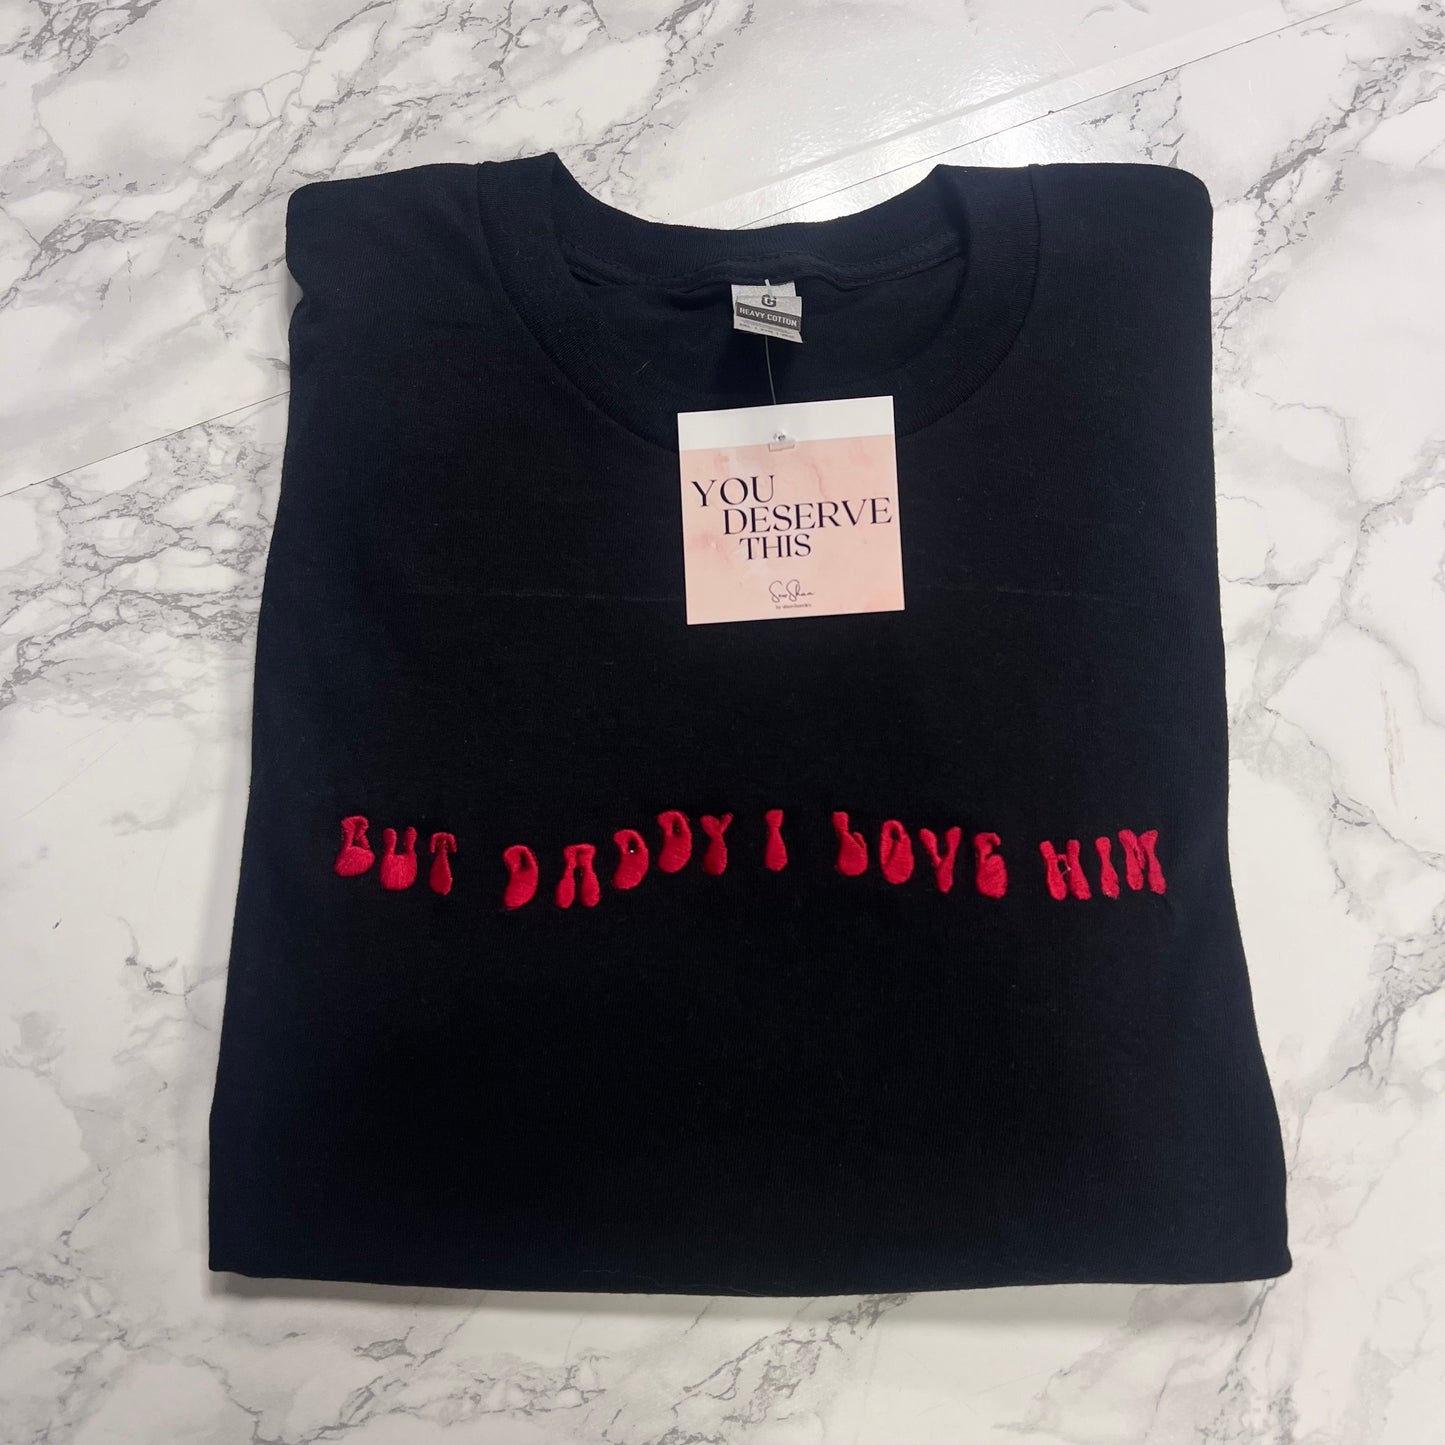 G
HEAVY COTTON
YOU
DESERVE
THIS
BUT DADDY I LOVE HIM